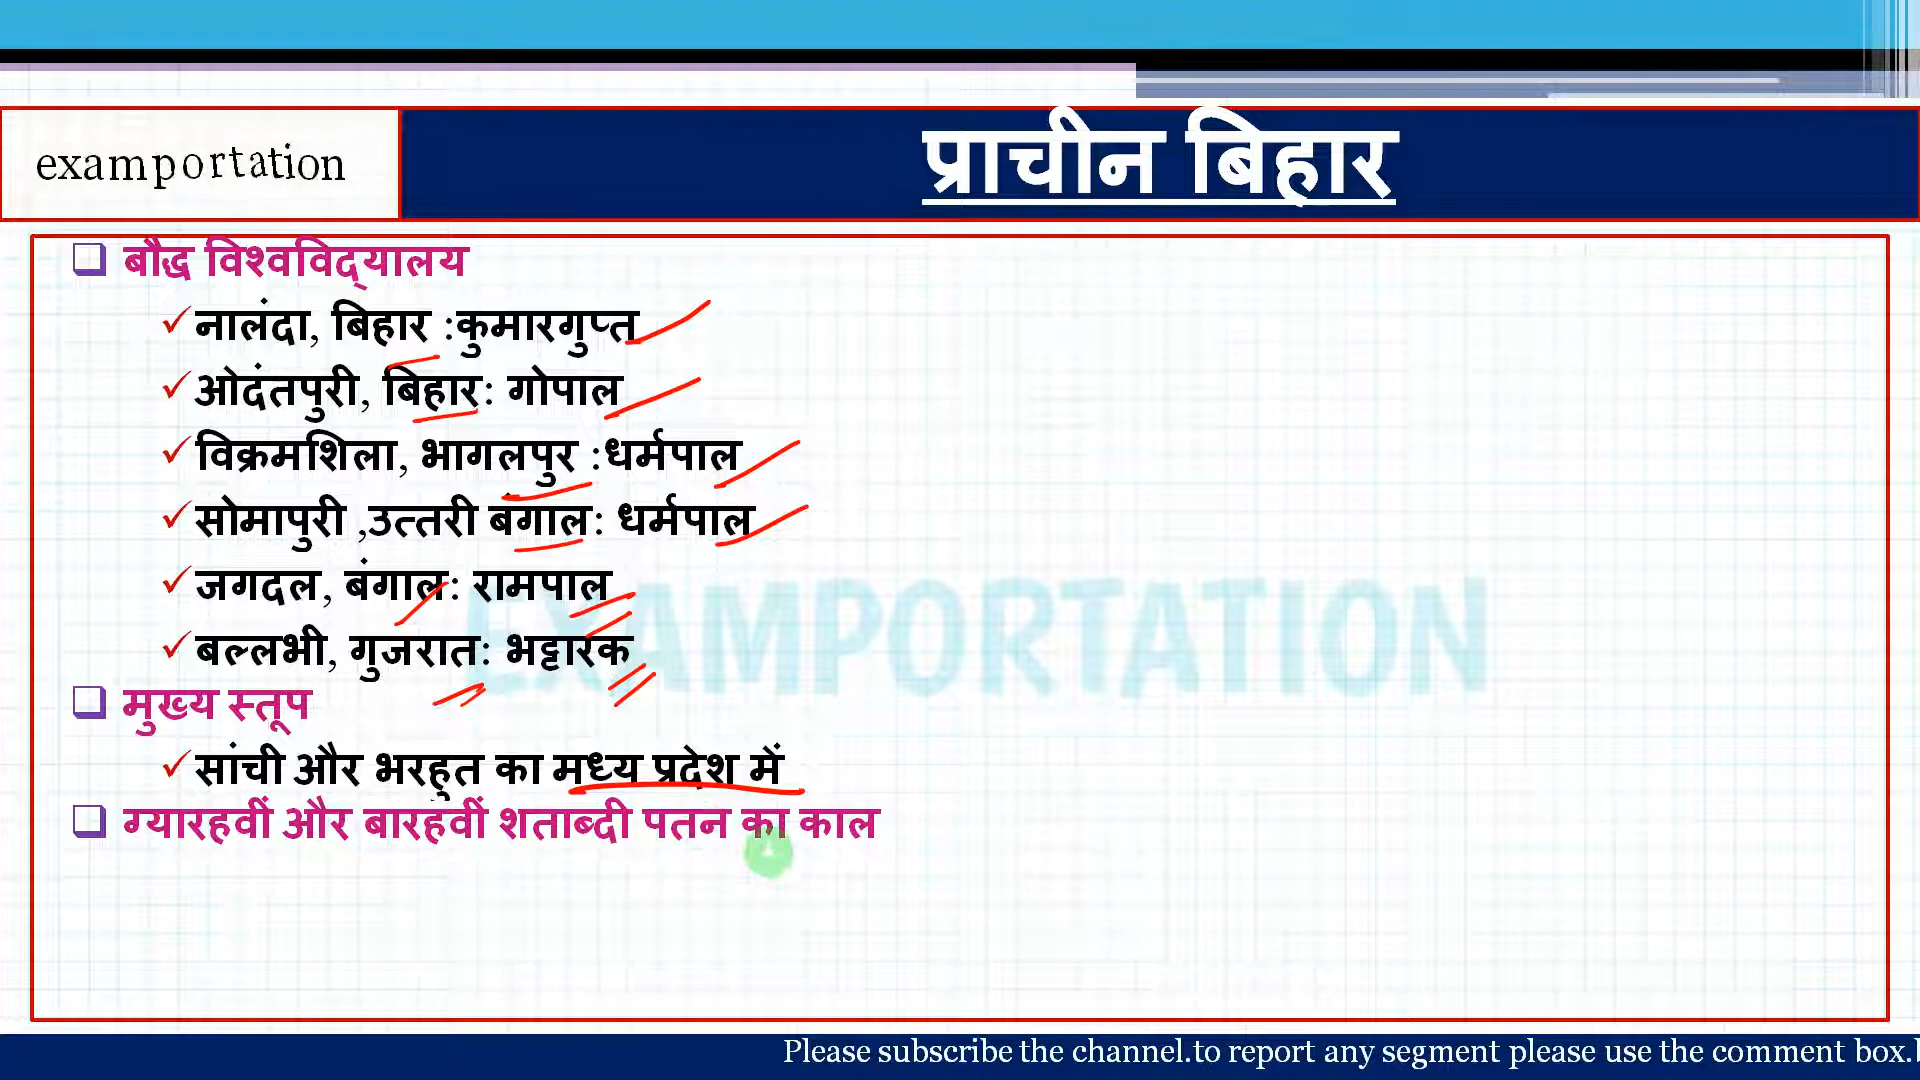 examportation
प्राचीन बिहार
बौद्ध विश्वविद्यालय
नालंदा, बिहार :कुमारगुप्त
ओदंतपुरी, बिहार: गोपाल
विक्रमशिला, भागलपुर :धर्मपाल
सोमापुरी ,उत्तरी बंगाल: धर्मपाल
जगदल, बंगाल: रामपाल
बल्लभी, गुजरात: भट्टारक
मुख्य स्तूप
सांची और भरहुत का मध्य प्रदेश में
ग्यारहवीं और बारहवीं शताब्दी पतन का काल
EXAMPORTATION
Please subscribe the channel.to report any segment please use the comment box.